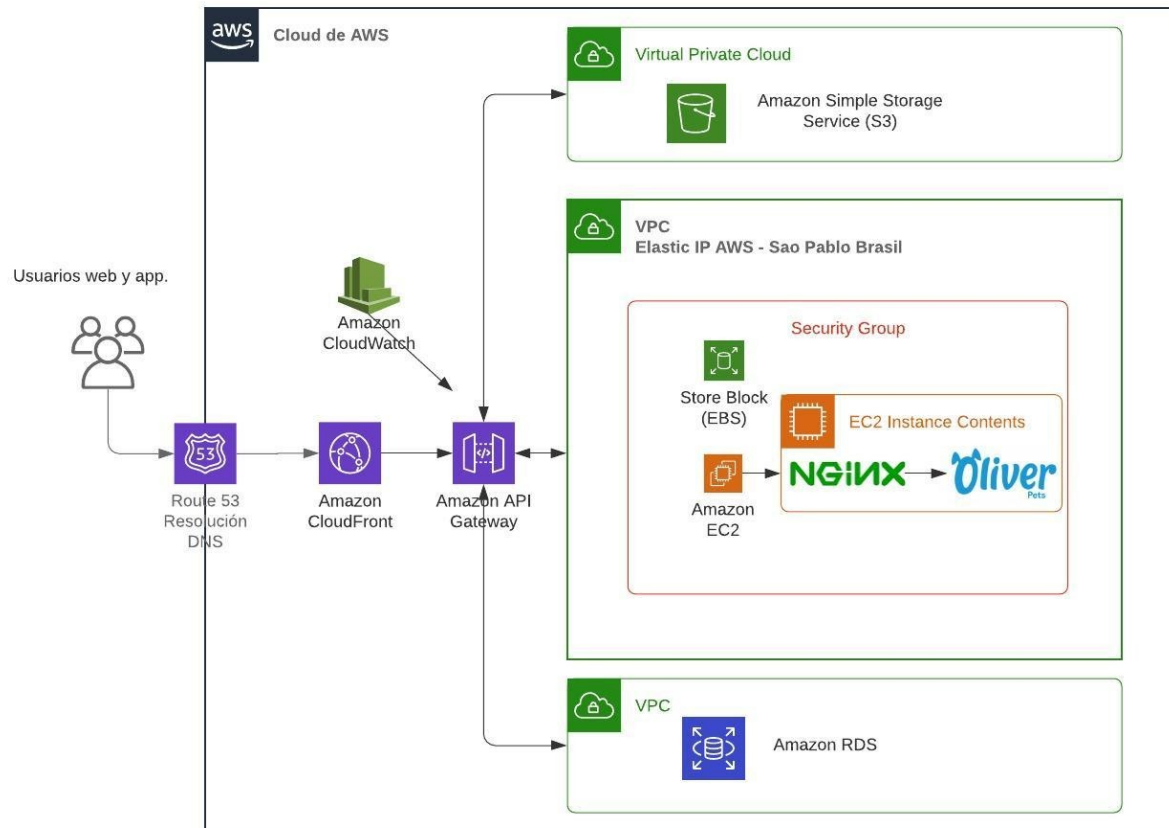 aws
Cloud de AWS
Virtual Private Cloud
Amazon Simple Storage
Service (S3)
VPC
Elastic IP AWS - Sao Pablo Brasil
Usuarios web y app.
Amazon
CloudWatch
Security Group
Store Block
(EBS)
EC2 Instance Contents
NGiNX
Oliver
Pets
Amazon
EC2
53
Route 53
Resolución
DNS
Amazon
CloudFront
</>
Amazon API
Gateway
VPC
Amazon RDS